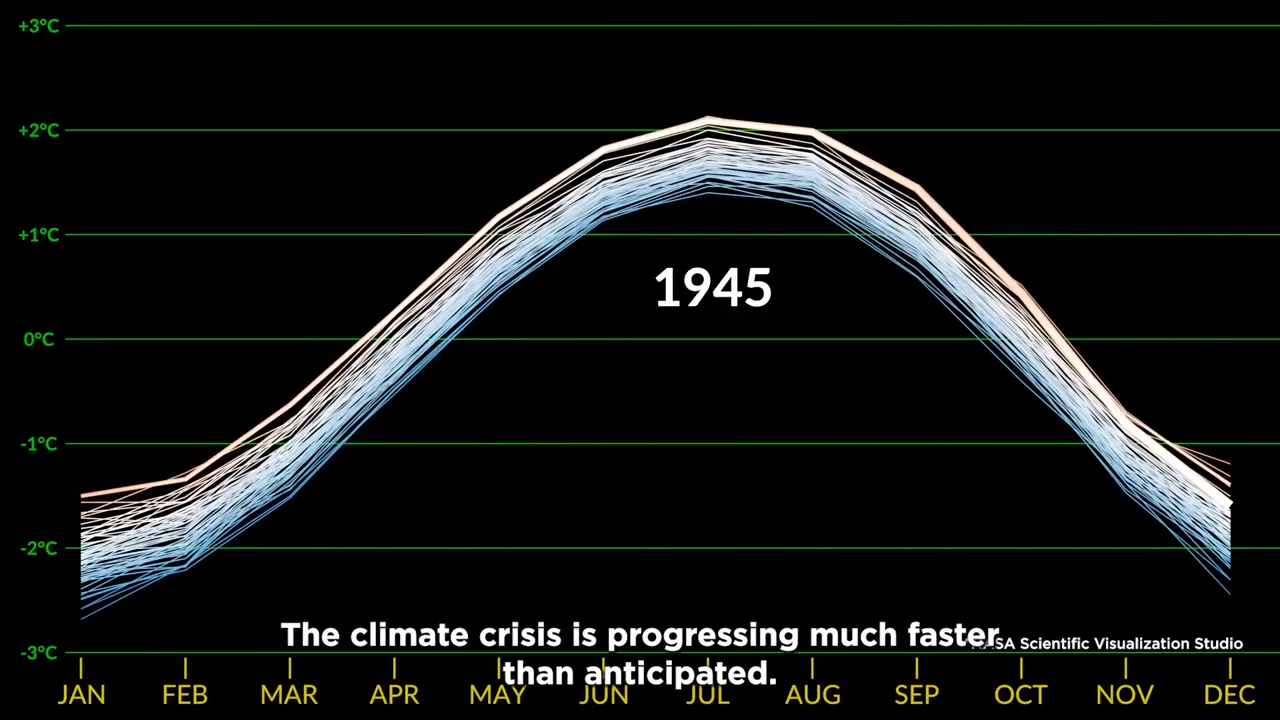 +3°C
+2°C
+1°C
1945
0°C
-1°C
-2°C
The climate crisis is progressing much faster
than anticipated.
SA Scientific Visualization Studio
-3°C
JAN FEB MAR APR MAY JUN JUL AUG SEP OCT NOV DEC